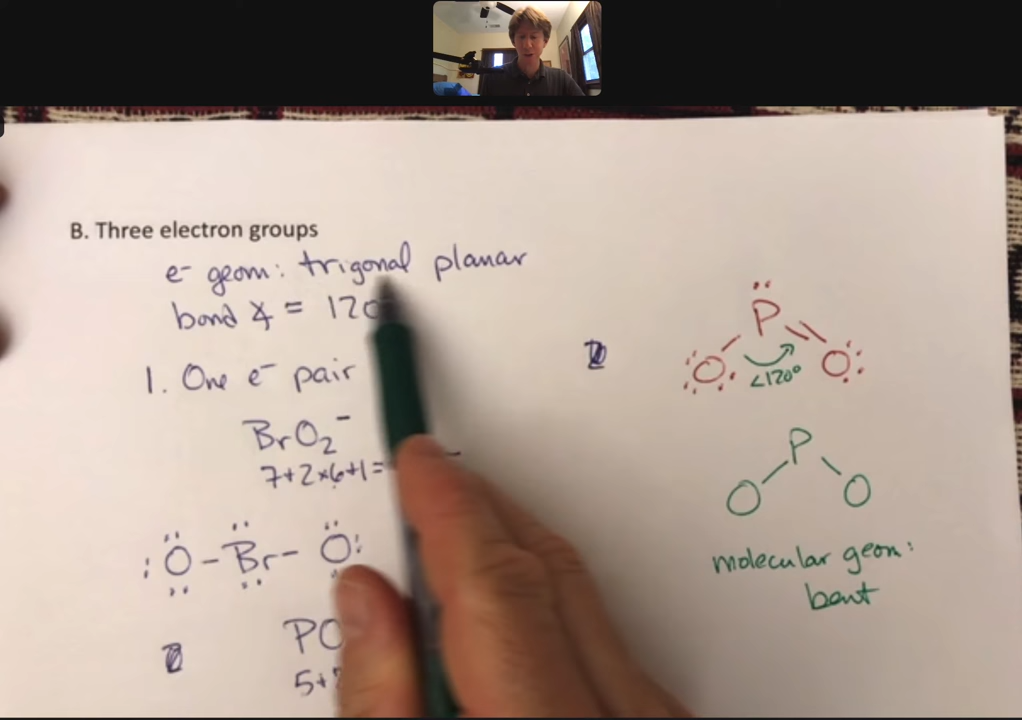 B. Three electron groups
e⁻ geom: trigonal planar
bond ∡ = 120
1. One e⁻ pair
BrO₂⁻
7+2×6+1=
:O – Br – O:
PO
5+
P
O O
<120°
P
O O
molecular geom:
bent